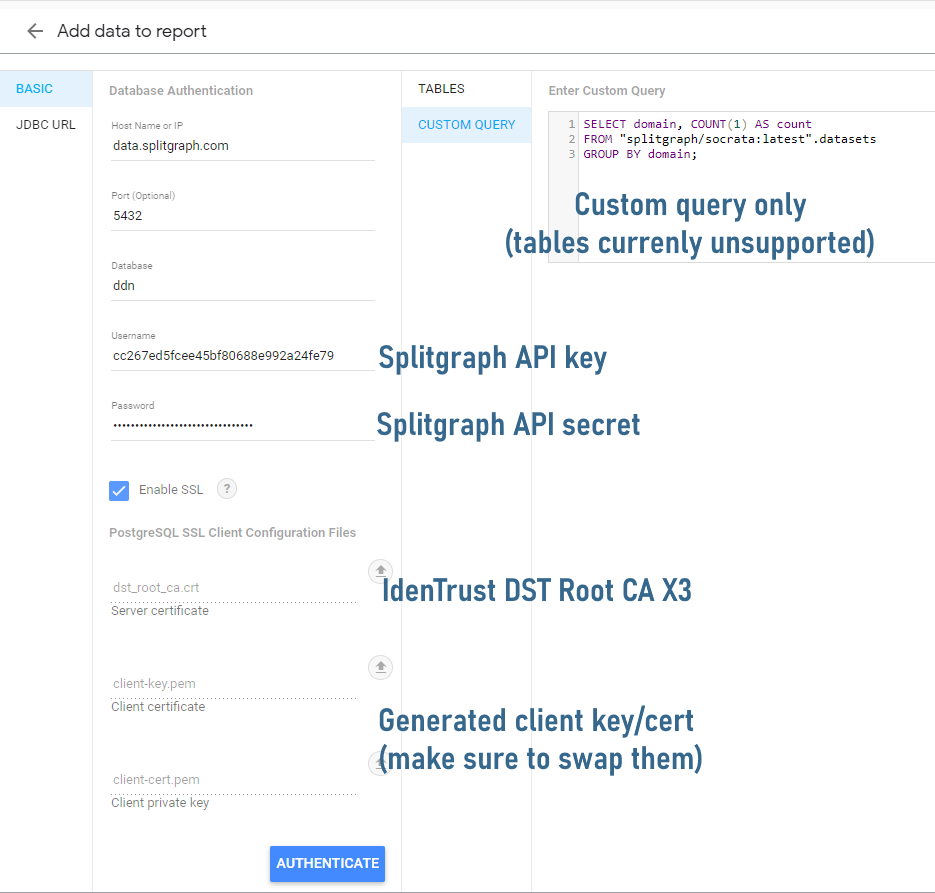 Add data to report
BASIC
JDBC URL
Database Authentication
Host Name or IP
data.splitgraph.com
Port (Optional)
5432
Database
ddn
Username
cc267ed5fcee45bf80688e992a24fe79
Splitgraph API key
Password
••••••••••••••••••••••••••••••••
Splitgraph API secret
Enable SSL ?
PostgreSQL SSL Client Configuration Files
dst_root_ca.crt
Server certificate
IdenTrust DST Root CA X3
client-key.pem
Client certificate
Generated client key/cert
(make sure to swap them)
client-cert.pem
Client private key
AUTHENTICATE
TABLES
CUSTOM QUERY
Enter Custom Query
1 SELECT domain, COUNT(1) AS count
2 FROM "splitgraph/socrata:latest".datasets
3 GROUP BY domain;
Custom query only
(tables currenly unsupported)